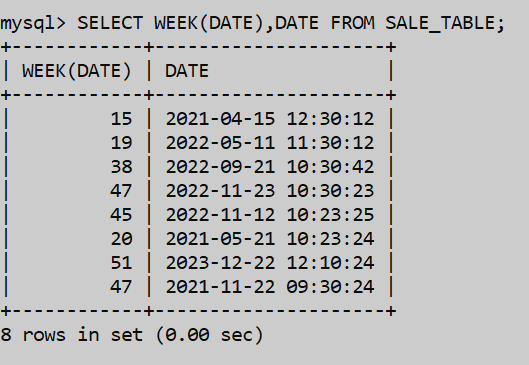 mysql> SELECT WEEK(DATE),DATE FROM SALE_TABLE;
+------------+---------------------+
| WEEK(DATE) | DATE                |
+------------+---------------------+
|         15 | 2021-04-15 12:30:12 |
|         19 | 2022-05-11 11:30:12 |
|         38 | 2022-09-21 10:30:42 |
|         47 | 2022-11-23 10:30:23 |
|         45 | 2022-11-12 10:23:25 |
|         20 | 2021-05-21 10:23:24 |
|         51 | 2023-12-22 12:10:24 |
|         47 | 2021-11-22 09:30:24 |
+------------+---------------------+
8 rows in set (0.00 sec)